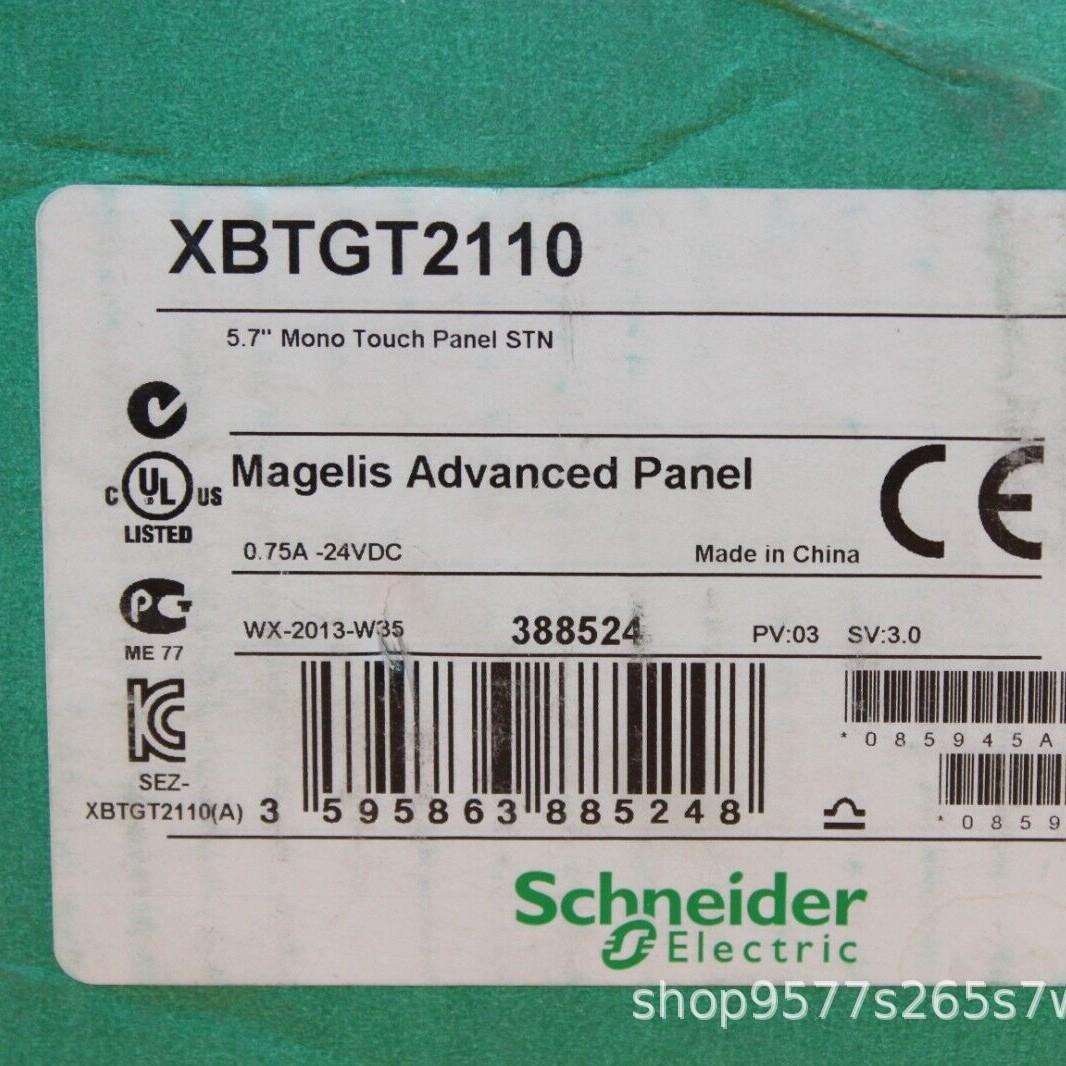 XBTGT2110
5.7" Mono Touch Panel STN
C UL US
LISTED
Magelis Advanced Panel
CE
0.75A -24VDC Made in China
WX-2013-W35 388524 PV:03 SV:3.0
ME 77
*085945A
SEZ-
XBTGT2110(A)
3 595863 885248
*0859
Schneider
Electric
shop9577s265s7w